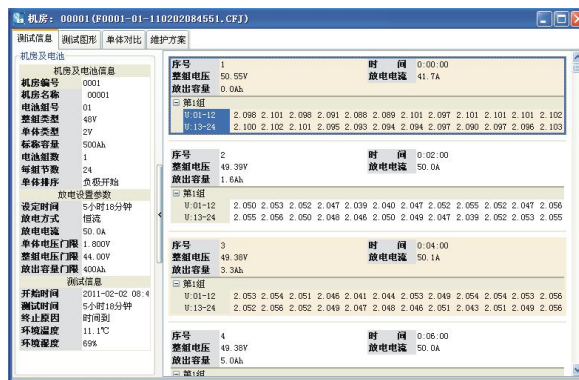 机房: 00001(F0001-01-110202084551.CFJ)
测试信息 测试图形 单体对比 维护方案
机房及电池
机房及电池信息
机房编号 0001
机房名称 00001
电池组号 01
整组类型 48V
单体类型 2V
标称容量 500Ah
电池组数 1
每组节数 24
单体排序 负极开始
放电设置参数
设定时间 5小时18分钟
放电方式 恒流
放电电流 50.0A
单体电压门限 1.800V
整组电压门限 44.00V
放出容量门限 400Ah
测试信息
开始时间 2011-02-02 08:4
测试时间 5小时18分钟
终止原因 时间到
环境温度 11.1℃
环境湿度 69%
序号 1 时 间 0:00:00
整组电压 50.55V 放电电流 41.7A
放出容量 0.0Ah
第1组
U:01-12 2.098 2.101 2.098 2.091 2.088 2.089 2.101 2.097 2.101 2.101 2.101 2.102
U:13-24 2.100 2.102 2.101 2.095 2.093 2.094 2.094 2.097 2.090 2.097 2.096 2.103
序号 2 时 间 0:02:00
整组电压 49.39V 放电电流 50.0A
放出容量 1.6Ah
第1组
U:01-12 2.050 2.053 2.052 2.047 2.039 2.040 2.047 2.052 2.055 2.052 2.047 2.056
U:13-24 2.055 2.056 2.050 2.048 2.046 2.050 2.049 2.047 2.039 2.052 2.052 2.055
序号 3 时 间 0:04:00
整组电压 49.38V 放电电流 50.1A
放出容量 3.3Ah
第1组
U:01-12 2.053 2.054 2.051 2.046 2.041 2.044 2.053 2.049 2.054 2.054 2.053 2.056
U:13-24 2.052 2.056 2.052 2.049 2.047 2.048 2.046 2.051 2.043 2.051 2.049 2.056
序号 4 时 间 0:06:00
整组电压 49.38V 放电电流 50.0A
放出容量 5.0Ah
第1组